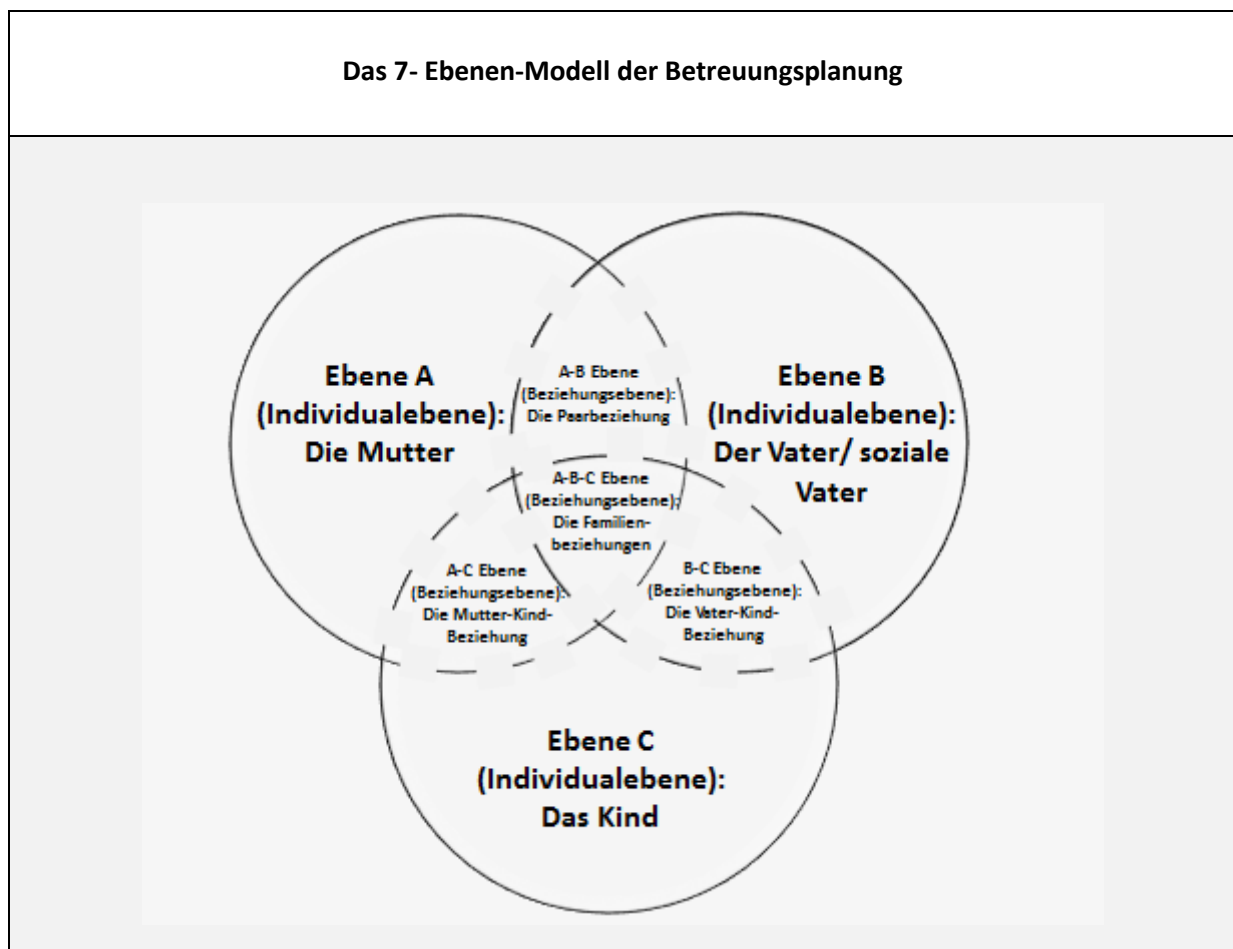 Das 7- Ebenen-Modell der Betreuungsplanung
Ebene A
(Individualebene):
Die Mutter
A-B Ebene
(Beziehungsebene):
Die Paarbeziehung
Ebene B
(Individualebene):
Der Vater/ soziale
Vater
A-B-C Ebene
(Beziehungsebene):
Die Familien-
beziehungen
A-C Ebene
(Beziehungsebene):
Die Mutter-Kind-
Beziehung
B-C Ebene
(Beziehungsebene):
Die Vater-Kind-
Beziehung
Ebene C
(Individualebene):
Das Kind